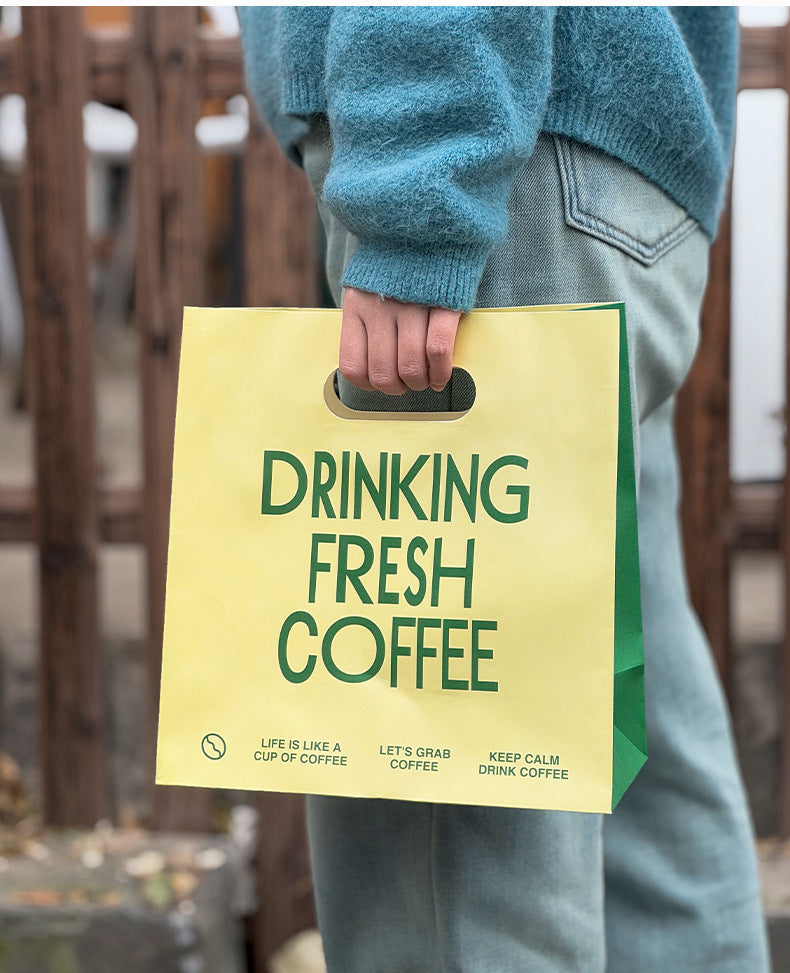 DRINKING
FRESH
COFFEE
LIFE IS LIKE A
CUP OF COFFEE
LET'S GRAB
COFFEE
KEEP CALM
DRINK COFFEE